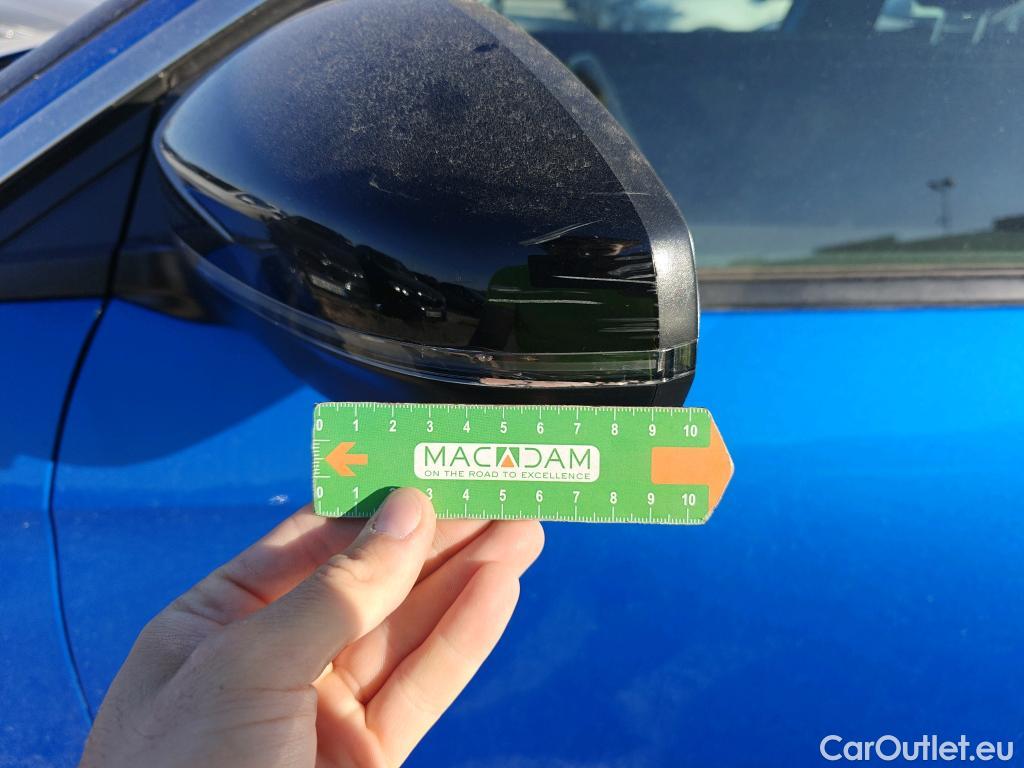 0 1 2 3 4 5 6 7 8 9 10
MACADAM
ON THE ROAD TO EXCELLENCE
0 1 2 3 4 5 6 7 8 9 10
CarOutlet.eu